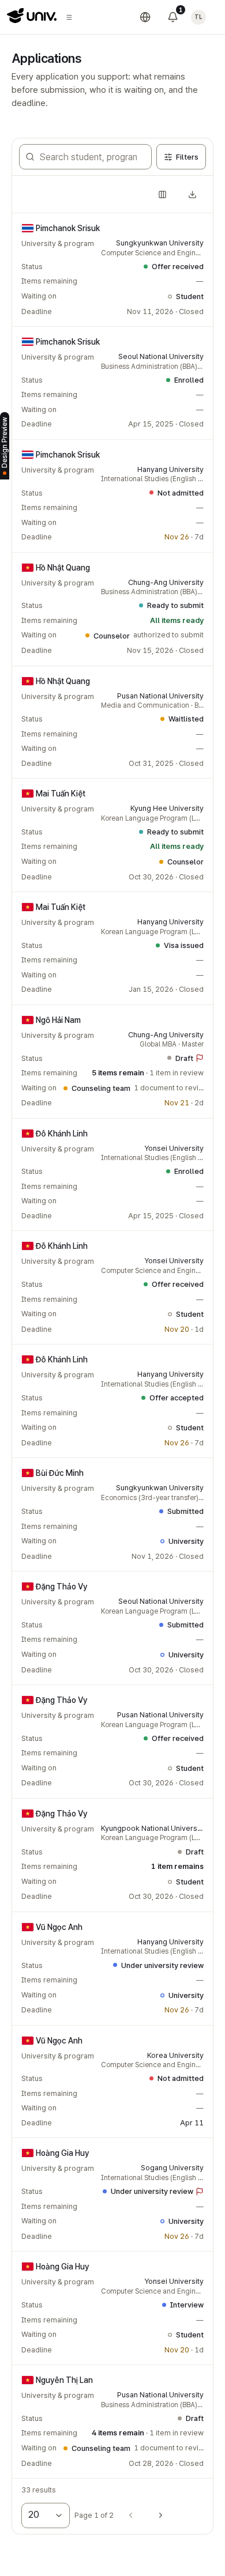 UNIV.
1
TL
Applications
Every application you support: what remains
before submission, who it is waiting on, and the
deadline.
Search student, program
Filters
Design Preview
Pimchanok Srisuk
University & program Sungkyunkwan University
Computer Science and Engin...
Status Offer received
Items remaining —
Waiting on Student
Deadline Nov 11, 2026 · Closed
Pimchanok Srisuk
University & program Seoul National University
Business Administration (BBA)...
Status Enrolled
Items remaining —
Waiting on —
Deadline Apr 15, 2025 · Closed
Pimchanok Srisuk
University & program Hanyang University
International Studies (English ...
Status Not admitted
Items remaining —
Waiting on —
Deadline Nov 26 · 7d
Hồ Nhật Quang
University & program Chung-Ang University
Business Administration (BBA)...
Status Ready to submit
Items remaining All items ready
Waiting on Counselor authorized to submit
Deadline Nov 15, 2026 · Closed
Hồ Nhật Quang
University & program Pusan National University
Media and Communication · B...
Status Waitlisted
Items remaining —
Waiting on —
Deadline Oct 31, 2025 · Closed
Mai Tuấn Kiệt
University & program Kyung Hee University
Korean Language Program (L...
Status Ready to submit
Items remaining All items ready
Waiting on Counselor
Deadline Oct 30, 2026 · Closed
Mai Tuấn Kiệt
University & program Hanyang University
Korean Language Program (L...
Status Visa issued
Items remaining —
Waiting on —
Deadline Jan 15, 2026 · Closed
Ngô Hải Nam
University & program Chung-Ang University
Global MBA · Master
Status Draft
Items remaining 5 items remain · 1 item in review
Waiting on Counseling team 1 document to revi...
Deadline Nov 21 · 2d
Đỗ Khánh Linh
University & program Yonsei University
International Studies (English ...
Status Enrolled
Items remaining —
Waiting on —
Deadline Apr 15, 2025 · Closed
Đỗ Khánh Linh
University & program Yonsei University
Computer Science and Engin...
Status Offer received
Items remaining —
Waiting on Student
Deadline Nov 20 · 1d
Đỗ Khánh Linh
University & program Hanyang University
International Studies (English ...
Status Offer accepted
Items remaining —
Waiting on Student
Deadline Nov 26 · 7d
Bùi Đức Minh
University & program Sungkyunkwan University
Economics (3rd-year transfer)...
Status Submitted
Items remaining —
Waiting on University
Deadline Nov 1, 2026 · Closed
Đặng Thảo Vy
University & program Seoul National University
Korean Language Program (L...
Status Submitted
Items remaining —
Waiting on University
Deadline Oct 30, 2026 · Closed
Đặng Thảo Vy
University & program Pusan National University
Korean Language Program (L...
Status Offer received
Items remaining —
Waiting on Student
Deadline Oct 30, 2026 · Closed
Đặng Thảo Vy
University & program Kyungpook National Univers...
Korean Language Program (L...
Status Draft
Items remaining 1 item remains
Waiting on Student
Deadline Oct 30, 2026 · Closed
Vũ Ngọc Anh
University & program Hanyang University
International Studies (English ...
Status Under university review
Items remaining —
Waiting on University
Deadline Nov 26 · 7d
Vũ Ngọc Anh
University & program Korea University
Computer Science and Engin...
Status Not admitted
Items remaining —
Waiting on —
Deadline Apr 11
Hoàng Gia Huy
University & program Sogang University
International Studies (English ...
Status Under university review
Items remaining —
Waiting on University
Deadline Nov 26 · 7d
Hoàng Gia Huy
University & program Yonsei University
Computer Science and Engin...
Status Interview
Items remaining —
Waiting on Student
Deadline Nov 20 · 1d
Nguyễn Thị Lan
University & program Pusan National University
Business Administration (BBA)...
Status Draft
Items remaining 4 items remain · 1 item in review
Waiting on Counseling team 1 document to revi...
Deadline Oct 28, 2026 · Closed
33 results
20 Page 1 of 2